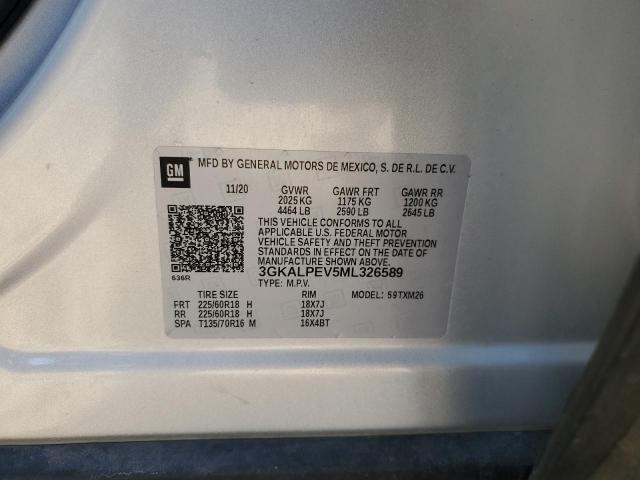 GM MFD BY GENERAL MOTORS DE MEXICO, S. DE R.L. DE C.V.
11/20 GVWR GAWR FRT GAWR RR
2025 KG 1175 KG 1200 KG
4464 LB 2590 LB 2645 LB
THIS VEHICLE CONFORMS TO ALL
APPLICABLE U.S. FEDERAL MOTOR
VEHICLE SAFETY AND THEFT PREVENTION
STANDARDS IN EFFECT ON THE DATE OF
MANUFACTURE SHOWN ABOVE.
3GKALPEV5ML326589
636R TYPE: M.P.V.
TIRE SIZE RIM MODEL: 59TXM26
FRT 225/60R18 H 18X7J
RR 225/60R18 H 18X7J
SPA T135/70R16 M 16X4BT